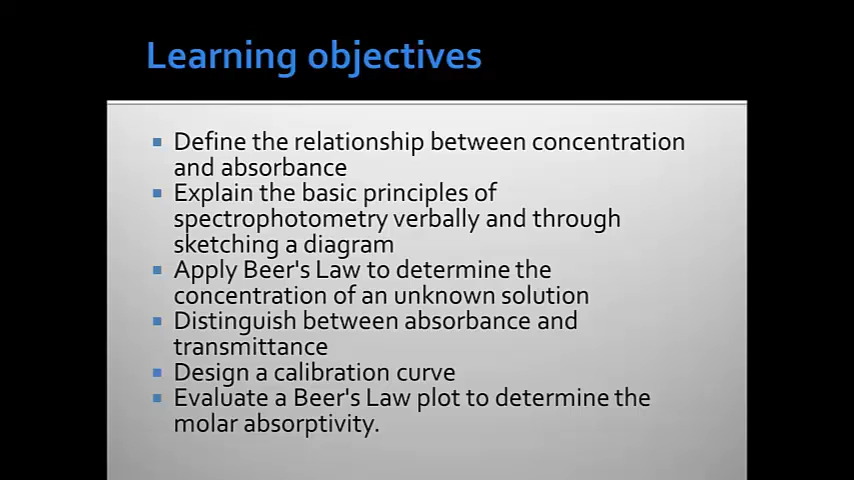 Learning objectives
▪ Define the relationship between concentration
and absorbance
▪ Explain the basic principles of
spectrophotometry verbally and through
sketching a diagram
▪ Apply Beer's Law to determine the
concentration of an unknown solution
▪ Distinguish between absorbance and
transmittance
▪ Design a calibration curve
▪ Evaluate a Beer's Law plot to determine the
molar absorptivity.